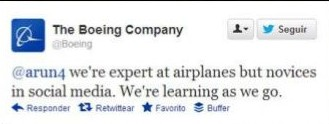 The Boeing Company
@Boeing
Seguir
@arun4 we're expert at airplanes but novices
in social media. We're learning as we go.
Responder Retwittear Favorito Buffer